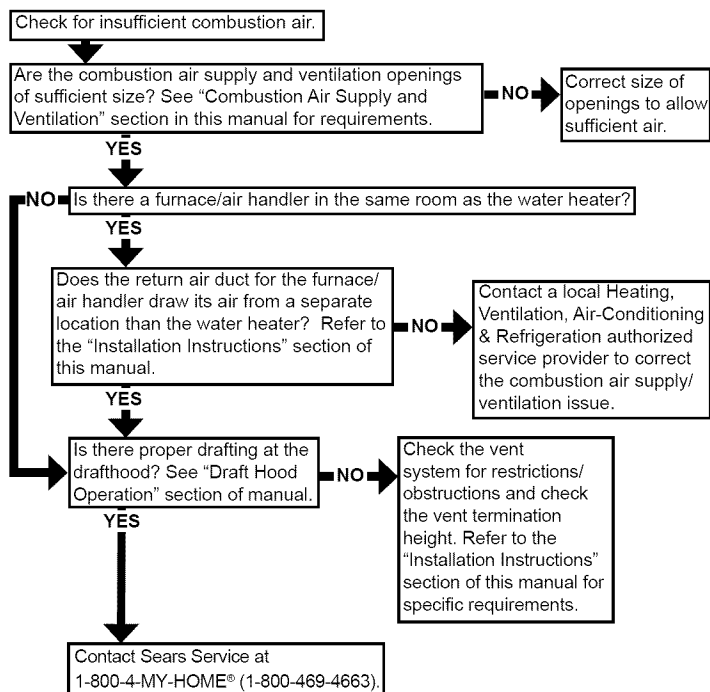 Check for insufficient combustion air.
Are the combustion air supply and ventilation openings
of sufficient size? See “Combustion Air Supply and
Ventilation” section in this manual for requirements.
NO
Correct size of
openings to allow
sufficient air.
YES
NO
Is there a furnace/air handler in the same room as the water heater?
YES
Does the return air duct for the furnace/
air handler draw its air from a separate
location than the water heater? Refer to
the “Installation Instructions” section of
this manual.
NO
Contact a local Heating,
Ventilation, Air-Conditioning
& Refrigeration authorized
service provider to correct
the combustion air supply/
ventilation issue.
YES
Is there proper drafting at the
drafthood? See “Draft Hood
Operation” section of manual.
NO
Check the vent
system for restrictions/
obstructions and check
the vent termination
height. Refer to the
“Installation Instructions”
section of this manual for
specific requirements.
YES
Contact Sears Service at
1-800-4-MY-HOME® (1-800-469-4663).